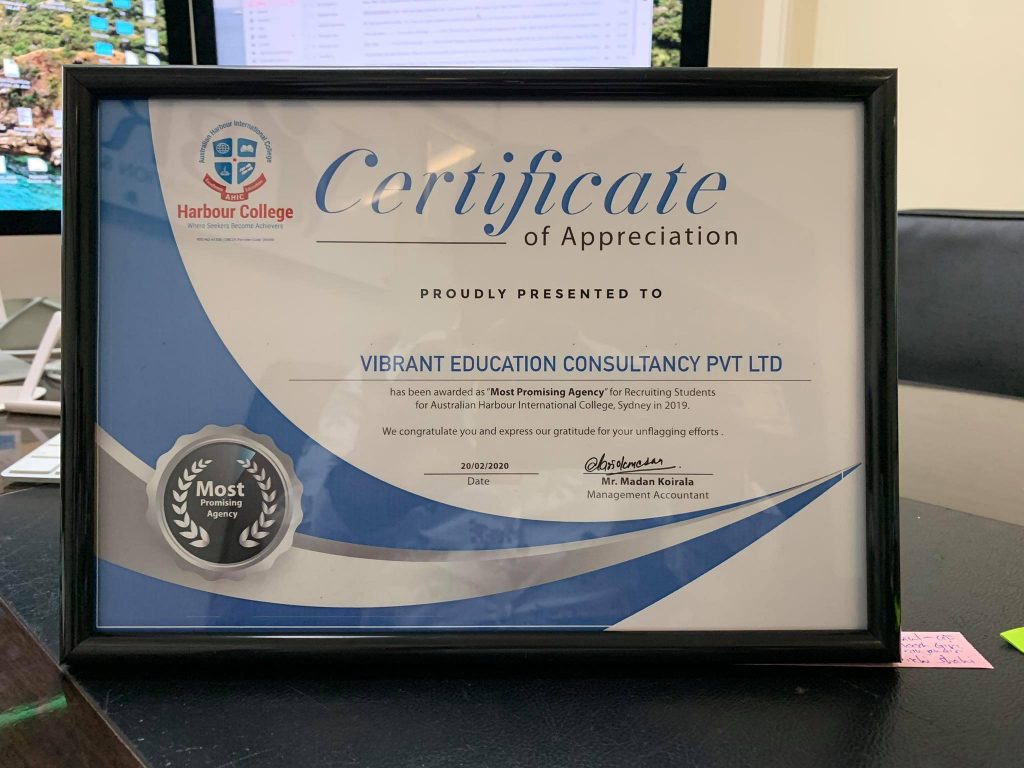 Australian Harbour International College
AHIC
Harbour College
Where Seekers Become Achievers
Certificate
of Appreciation
PROUDLY PRESENTED TO
VIBRANT EDUCATION CONSULTANCY PVT LTD
has been awarded as "Most Promising Agency" for Recruiting Students
for Australian Harbour International College, Sydney in 2019.
We congratulate you and express our gratitude for your unflagging efforts .
20/02/2020
Date
Mr. Madan Koirala
Management Accountant
Most
Promising
Agency